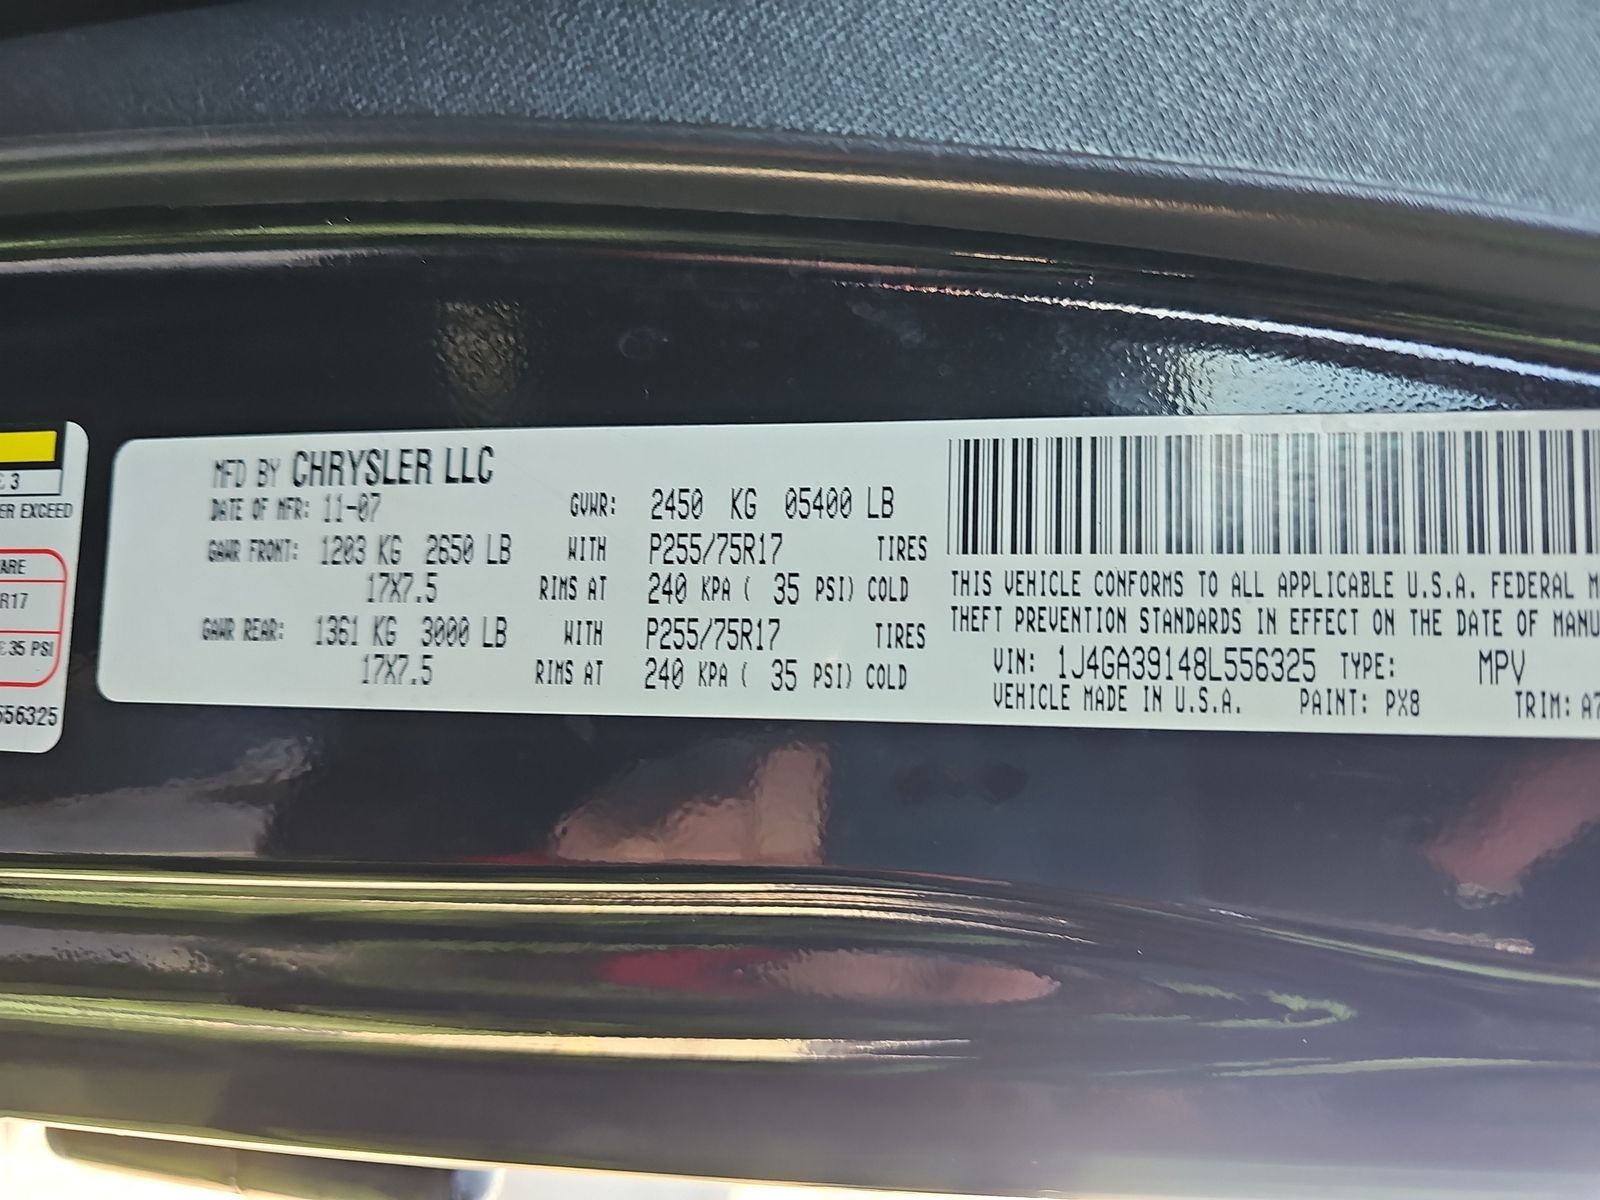 3
ER EXCEED
ARE
R17
35 PSI
556325
MFD BY CHRYSLER LLC
DATE OF MFR: 11-07 GVWR: 2450 KG 05400 LB
GAWR FRONT: 1203 KG 2650 LB WITH P255/75R17 TIRES
17X7.5 RIMS AT 240 KPA ( 35 PSI) COLD
GAWR REAR: 1361 KG 3000 LB WITH P255/75R17 TIRES
17X7.5 RIMS AT 240 KPA ( 35 PSI) COLD
THIS VEHICLE CONFORMS TO ALL APPLICABLE U.S.A. FEDERAL M
THEFT PREVENTION STANDARDS IN EFFECT ON THE DATE OF MANU
VIN: 1J4GA39148L556325 TYPE: MPV
VEHICLE MADE IN U.S.A. PAINT: PX8 TRIM: A7